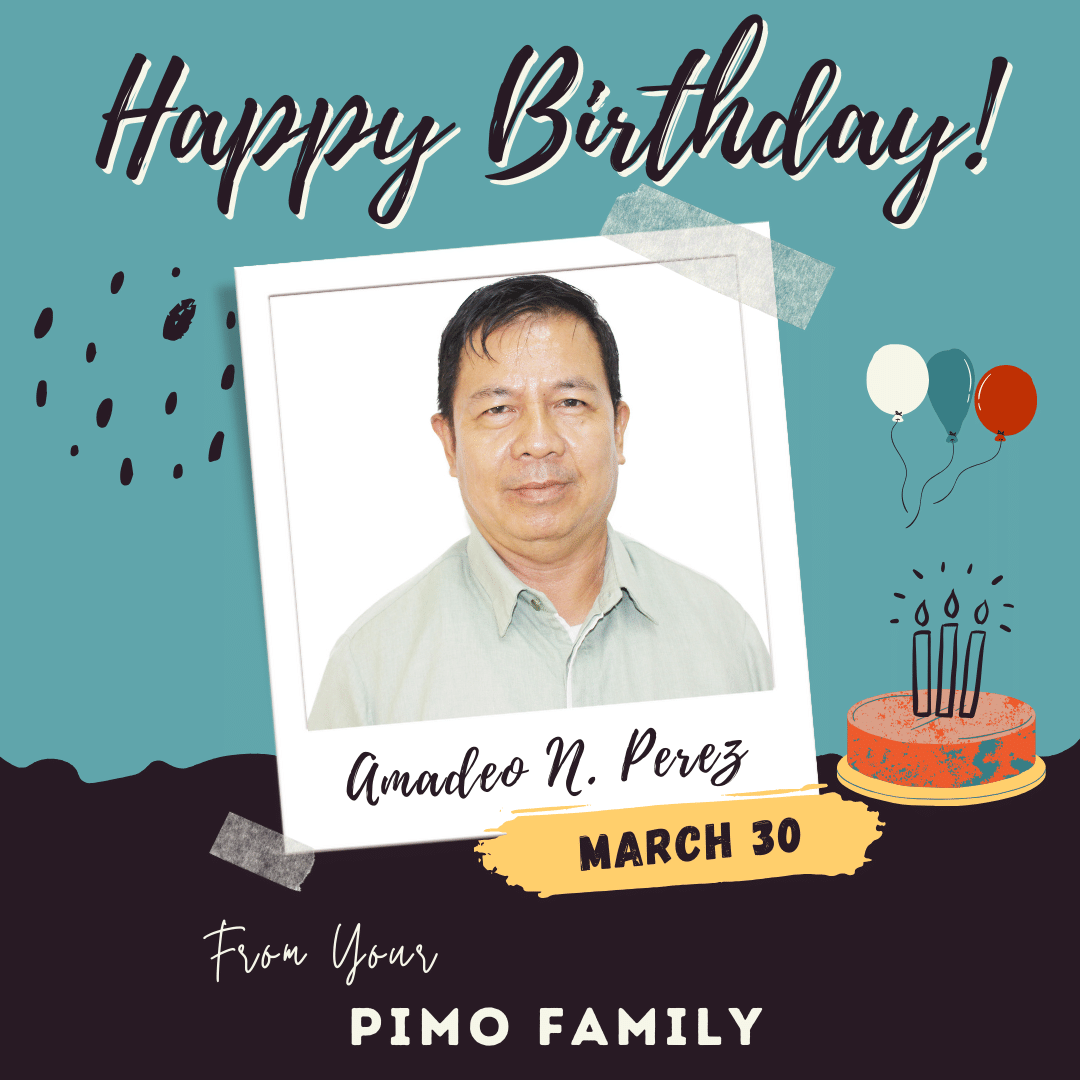 Happy Birthday!
Amadeo N. Perez
MARCH 30
From Your
PIMO FAMILY